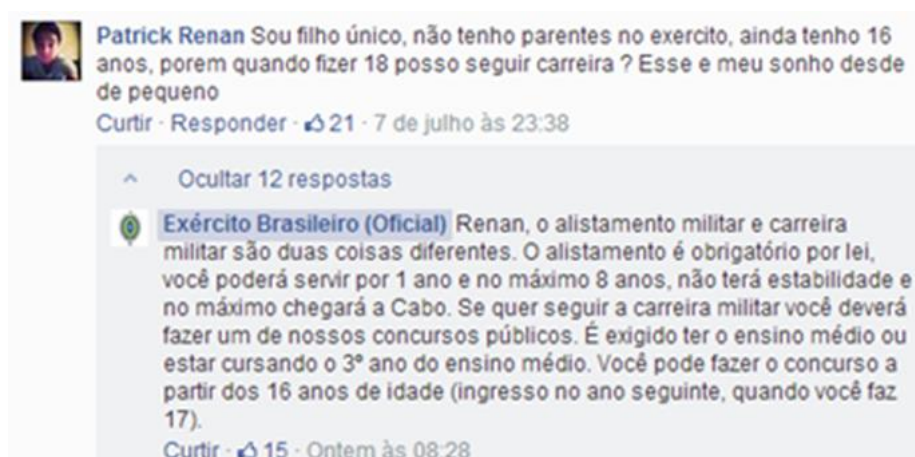 Patrick Renan Sou filho único, não tenho parentes no exercito, ainda tenho 16
anos, porem quando fizer 18 posso seguir carreira ? Esse e meu sonho desde
de pequeno
Curtir · Responder · 21 · 7 de julho às 23:38
Ocultar 12 respostas
Exército Brasileiro (Oficial) Renan, o alistamento militar e carreira
militar são duas coisas diferentes. O alistamento é obrigatório por lei,
você poderá servir por 1 ano e no máximo 8 anos, não terá estabilidade e
no máximo chegará a Cabo. Se quer seguir a carreira militar você deverá
fazer um de nossos concursos públicos. É exigido ter o ensino médio ou
estar cursando o 3º ano do ensino médio. Você pode fazer o concurso a
partir dos 16 anos de idade (ingresso no ano seguinte, quando você faz
17).
Curtir · 15 · Ontem às 08:28